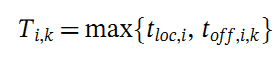 T_{i,k} = max{t_{loc,i}, t_{off,i,k}}